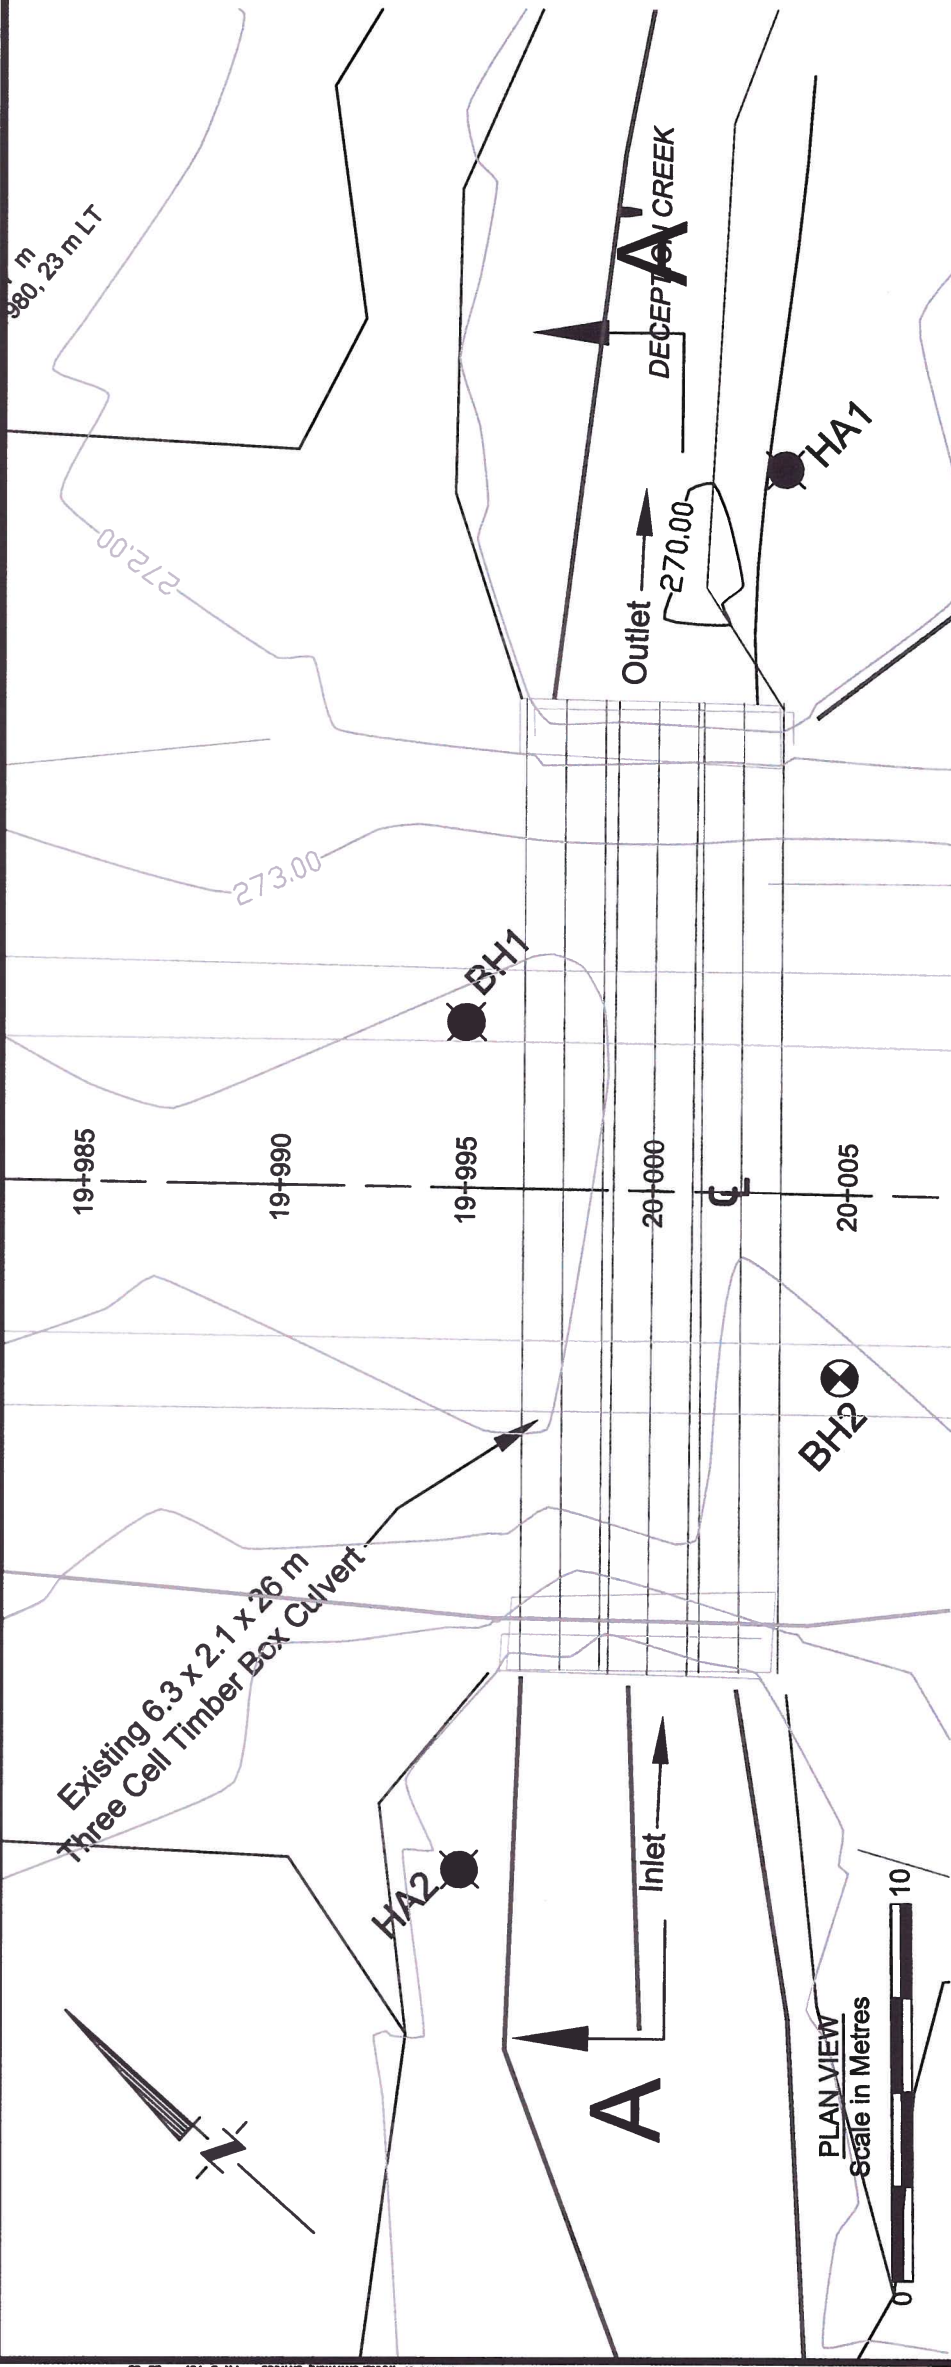 m
980, 23 m LT
DECEPTION CREEK
A
HA1
270.00
Outlet
272.00
273.00
BH1
19+985
19+990
19+995
20+000
20+005
CL
BH2
Existing 6.3 x 2.1 x 26 m
Three Cell Timber Box Culvert
HA2
Inlet
A
N
PLAN VIEW
Scale in Metres
0
10